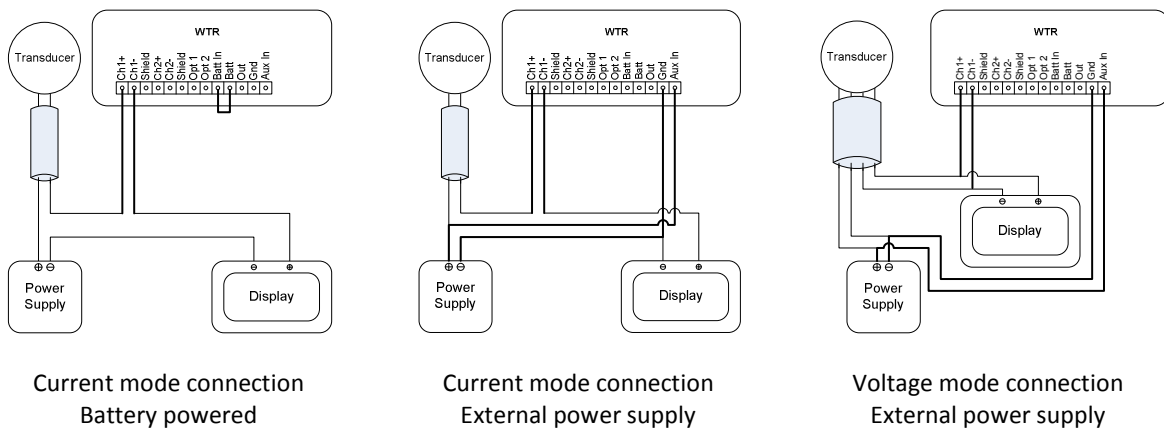 WTR
Transducer
Ch1+ Ch1- Shield Ch2+ Ch2- Shield Opt 1 Opt 2 Batt In Batt Out Gnd Aux In
⊕ ⊖
Power
Supply
⊖ ⊕
Display
Current mode connection
Battery powered
WTR
Transducer
Ch1+ Ch1- Shield Ch2+ Ch2- Shield Opt 1 Opt 2 Batt In Batt Out Gnd Aux In
⊕ ⊖
Power
Supply
⊖ ⊕
Display
Current mode connection
External power supply
WTR
Transducer
Ch1+ Ch1- Shield Ch2+ Ch2- Shield Opt 1 Opt 2 Batt In Batt Out Gnd Aux In
⊖ ⊕
Display
⊕ ⊖
Power
Supply
Voltage mode connection
External power supply